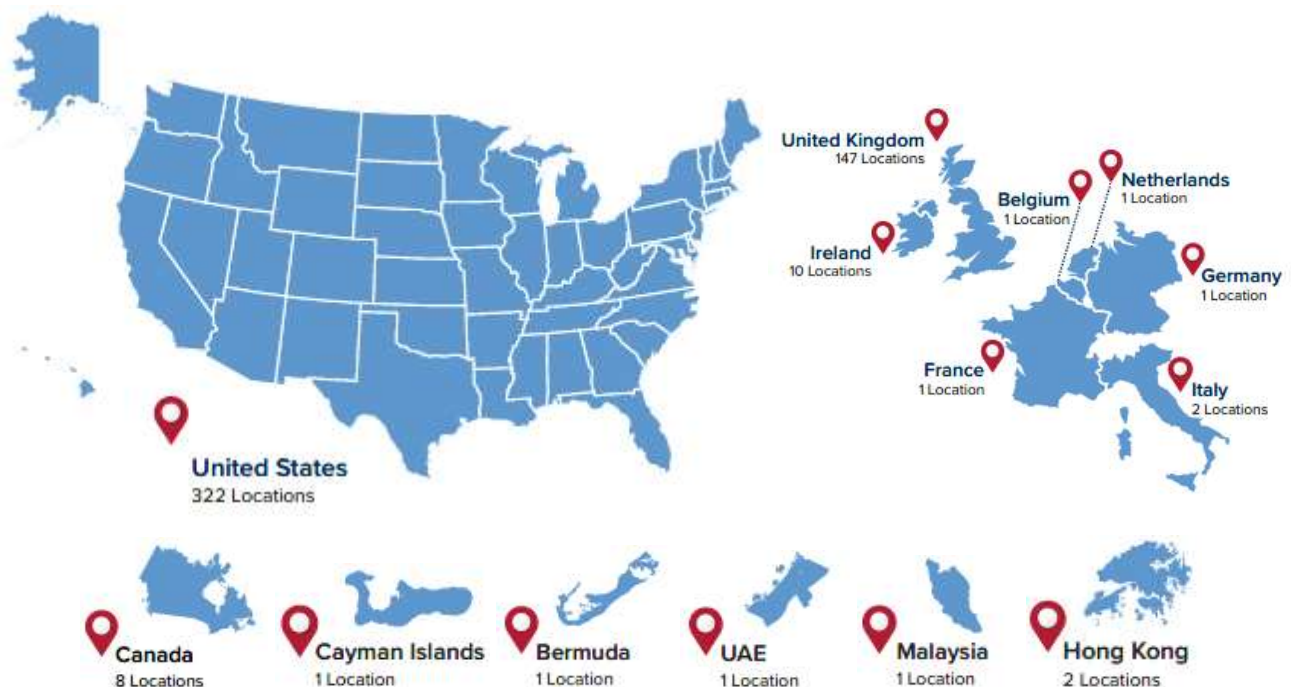 United Kingdom
147 Locations
Belgium
1 Location
Netherlands
1 Location
Ireland
10 Locations
Germany
1 Location
France
1 Location
Italy
2 Locations
United States
322 Locations
Canada
8 Locations
Cayman Islands
1 Location
Bermuda
1 Location
UAE
1 Location
Malaysia
1 Location
Hong Kong
2 Locations